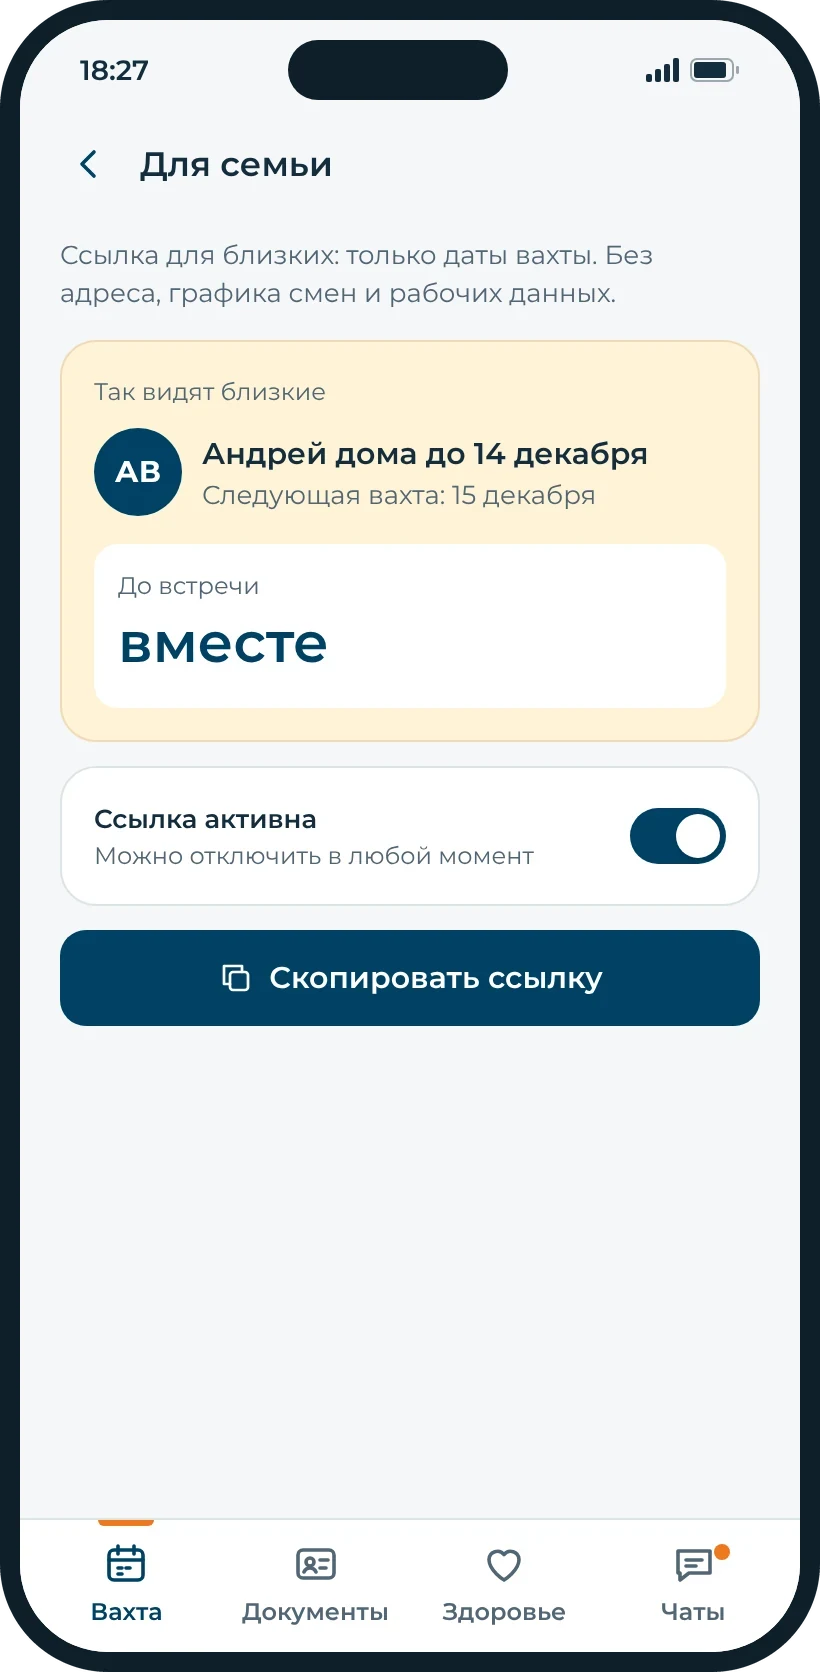 18:27
Для семьи
Ссылка для близких: только даты вахты. Без
адреса, графика смен и рабочих данных.
Так видят близкие
АВ
Андрей дома до 14 декабря
Следующая вахта: 15 декабря
До встречи
вместе
Ссылка активна
Можно отключить в любой момент
Скопировать ссылку
Вахта
Документы
Здоровье
Чаты